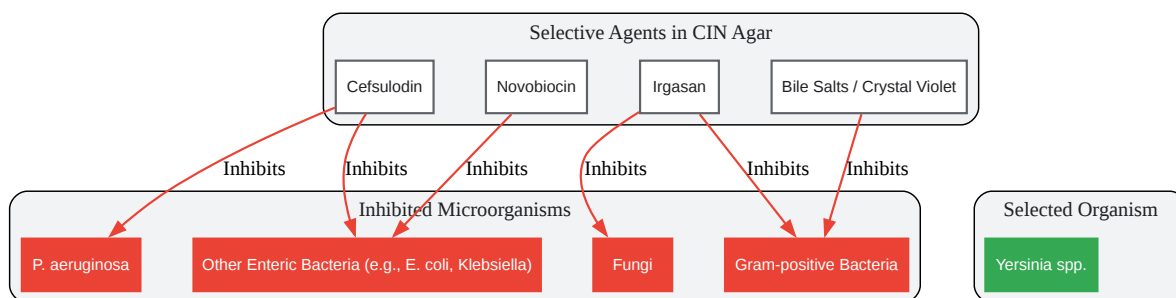 Selective Agents in CIN Agar
Cefsulodin
Novobiocin
Irgasan
Bile Salts / Crystal Violet
Inhibits
Inhibits
Inhibits
Inhibits
Inhibits
Inhibits
Inhibited Microorganisms
Selected Organism
P. aeruginosa
Other Enteric Bacteria (e.g., E. coli, Klebsiella)
Fungi
Gram-positive Bacteria
Yersinia spp.